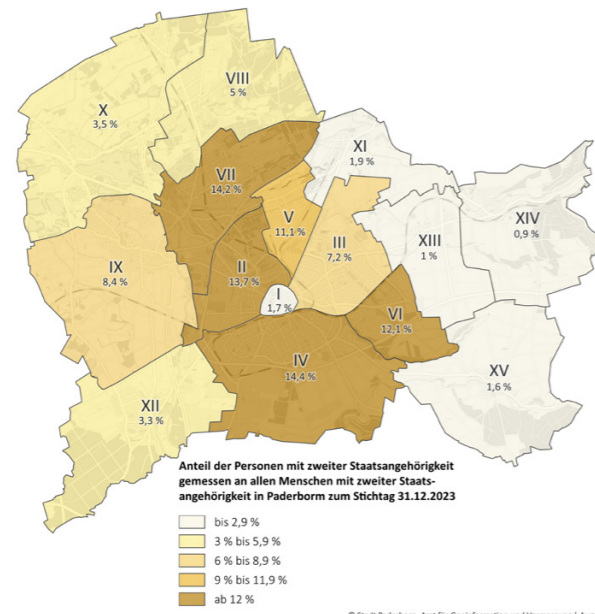 VIII
5 %
X
3,5 %
XI
1,9 %
VII
14,2 %
V
11,1 %
III
7,2 %
XIV
0,9 %
XIII
1 %
IX
8,4 %
II
13,7 %
I
1,7 %
VI
12,1 %
IV
14,4 %
XV
1,6 %
XII
3,3 %
Anteil der Personen mit zweiter Staatsangehörigkeit
gemessen an allen Menschen mit zweiter Staats-
angehörigkeit in Paderborm zum Stichtag 31.12.2023
bis 2,9 %
3 % bis 5,9 %
6 % bis 8,9 %
9 % bis 11,9 %
ab 12 %